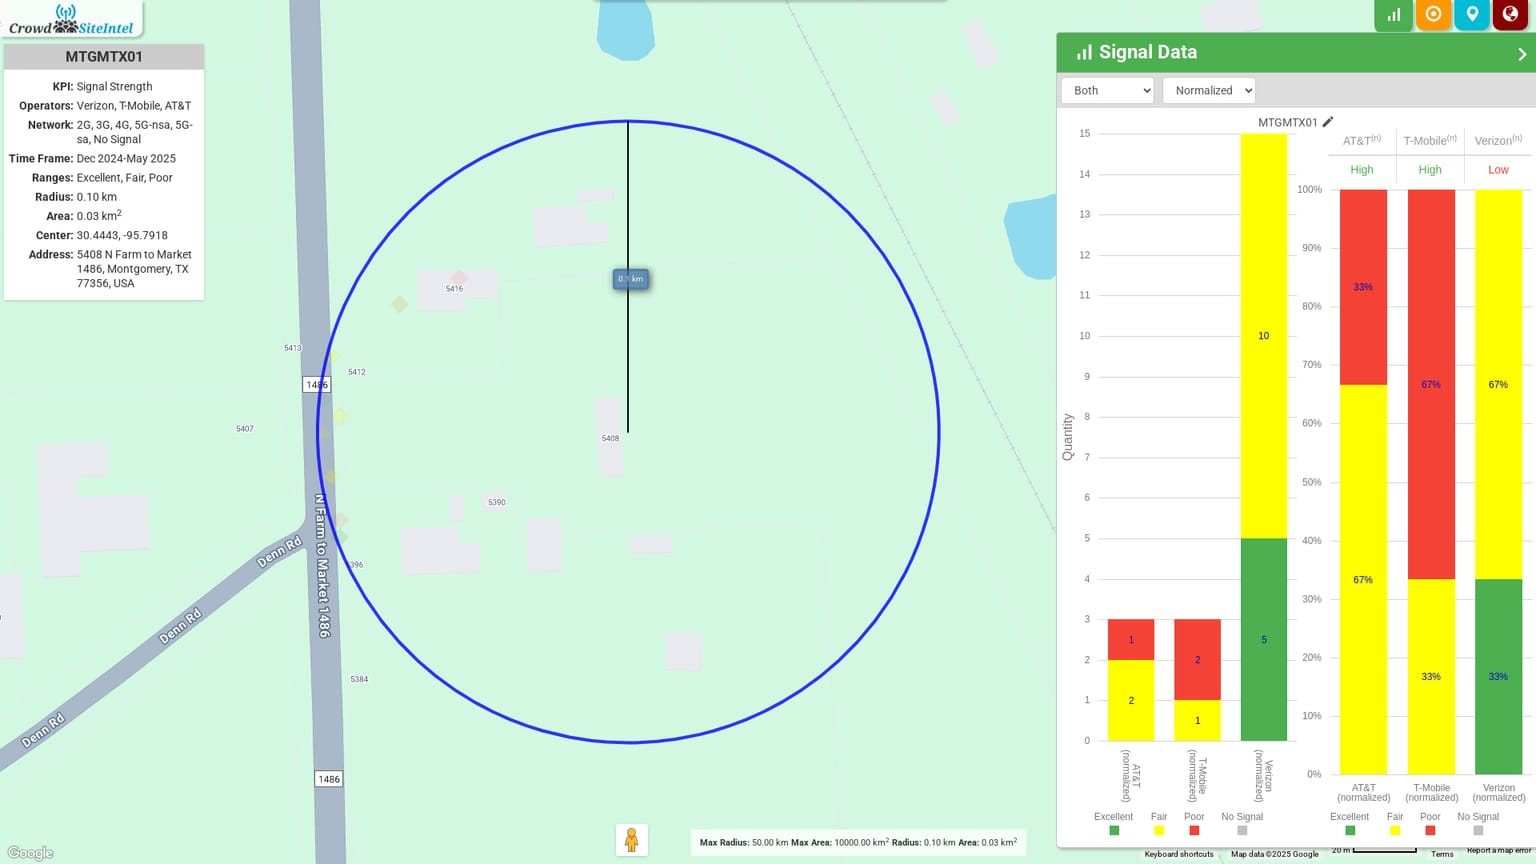 Crowd SiteIntel
MTGMTX01
KPI: Signal Strength
Operators: Verizon, T-Mobile, AT&T
Network: 2G, 3G, 4G, 5G-nsa, 5G-
sa, No Signal
Time Frame: Dec 2024-May 2025
Ranges: Excellent, Fair, Poor
Radius: 0.10 km
Area: 0.03 km²
Center: 30.4443, -95.7918
Address: 5408 N Farm to Market
1486, Montgomery, TX
77356, USA
0.1 km
5416
5413
5412
1486
5407
5408
5390
N Farm to Market 1486
Denn Rd
Denn Rd
Denn Rd
5384
1486
Google
Max Radius: 50.00 km Max Area: 10000.00 km² Radius: 0.10 km Area: 0.03 km²
Signal Data
Both
Normalized
MTGMTX01
Quantity
15
14
13
12
11
10
9
8
7
6
5
4
3
2
1
0
10
5
1
2
2
1
AT&T (normalized)
T-Mobile (normalized)
Verizon (normalized)
Excellent Fair Poor No Signal
AT&T(n) T-Mobile(n) Verizon(n)
High High Low
100%
90%
80%
70%
60%
50%
40%
30%
20%
10%
0%
33%
67%
67%
33%
67%
33%
AT&T (normalized)
T-Mobile (normalized)
Verizon (normalized)
Excellent Fair Poor No Signal
Keyboard shortcuts Map data ©2025 Google 20 m Terms Report a map error